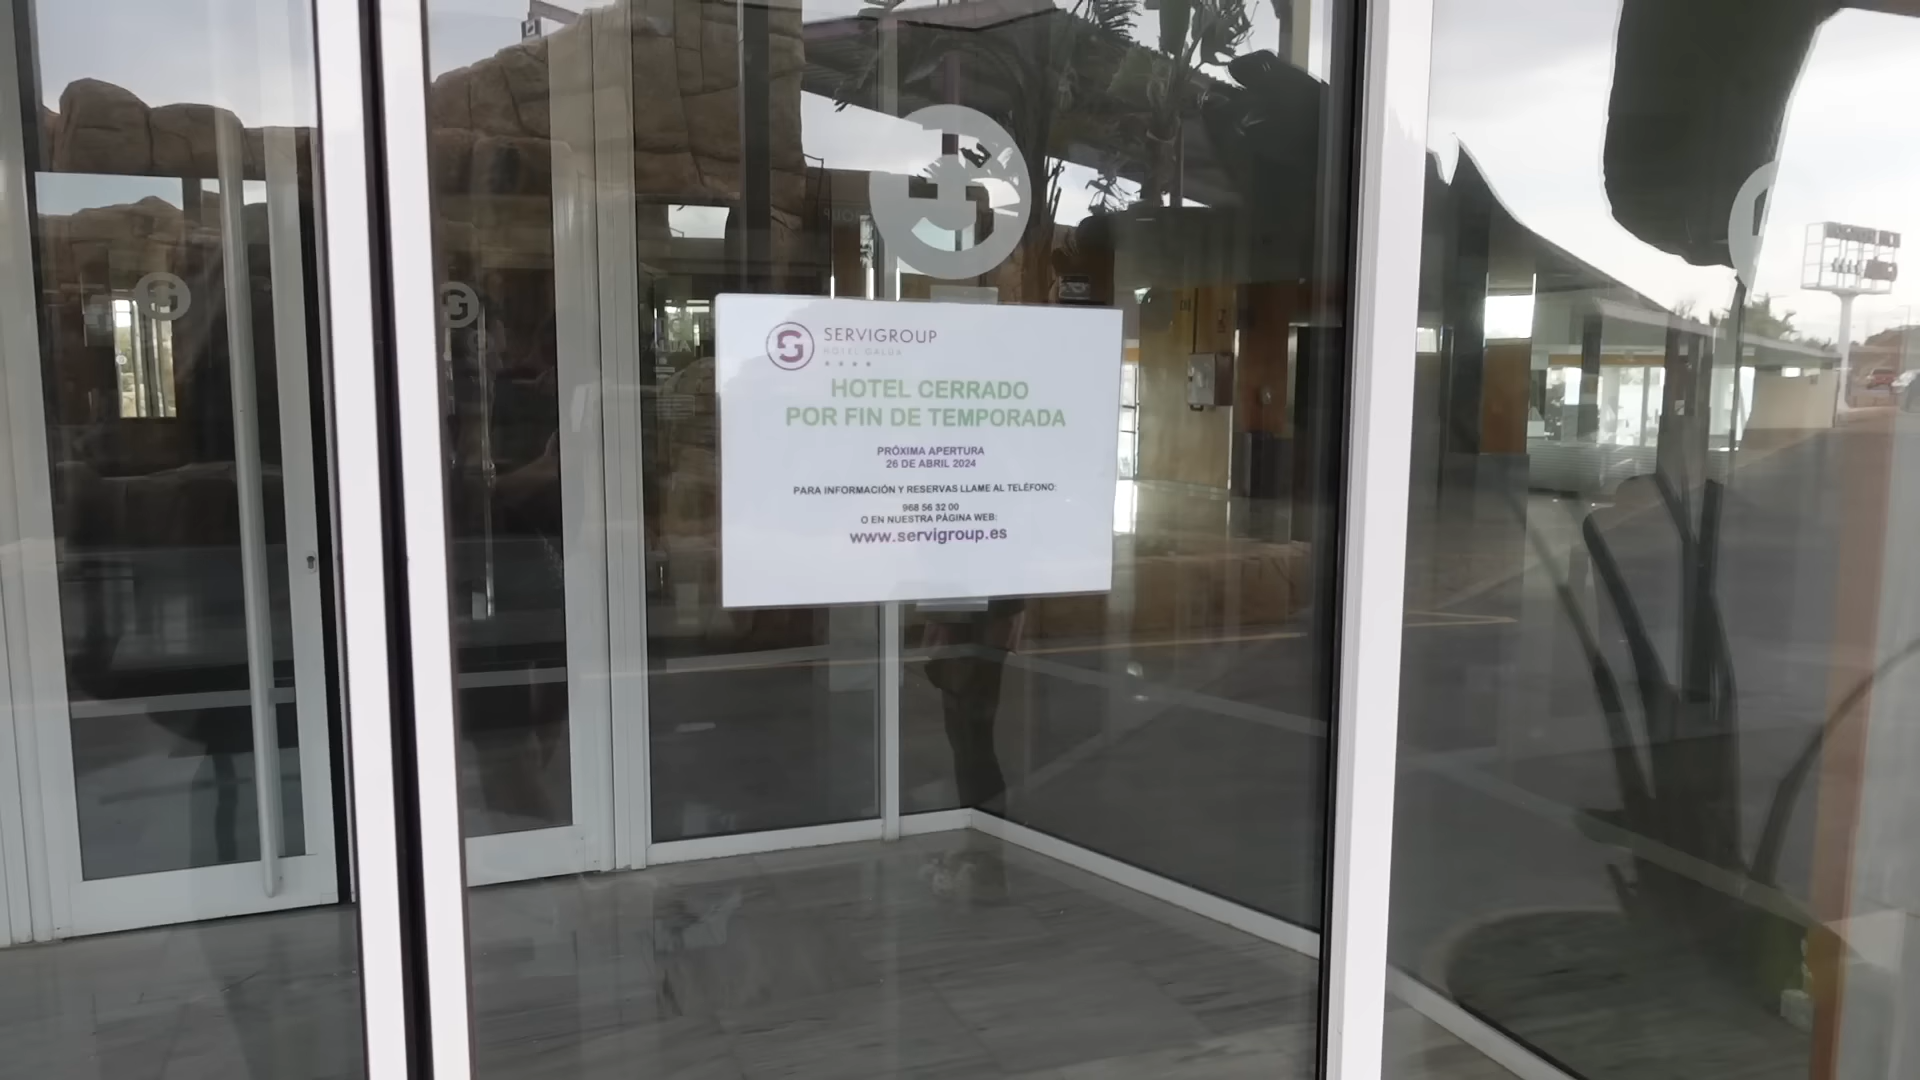 SERVIGROUP
HOTEL GALÚA
HOTEL CERRADO
POR FIN DE TEMPORADA
PRÓXIMA APERTURA
26 DE ABRIL 2024
PARA INFORMACIÓN Y RESERVAS LLAME AL TELÉFONO:
968 56 32 00
O EN NUESTRA PÁGINA WEB:
www.servigroup.es